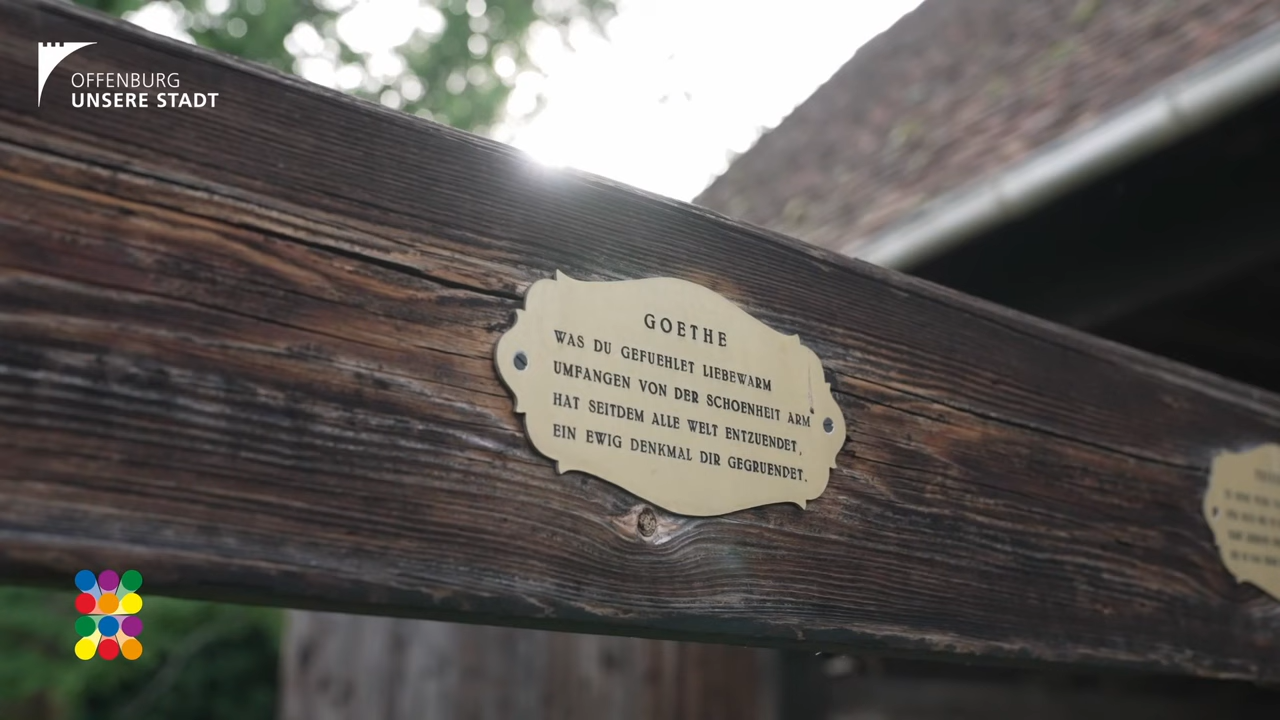 OFFENBURG
UNSERE STADT
GOETHE
WAS DU GEFUEHLET LIEBEWARM
UMFANGEN VON DER SCHOENHEIT ARM
HAT SEITDEM ALLE WELT ENTZUENDET,
EIN EWIG DENKMAL DIR GEGRUENDET.